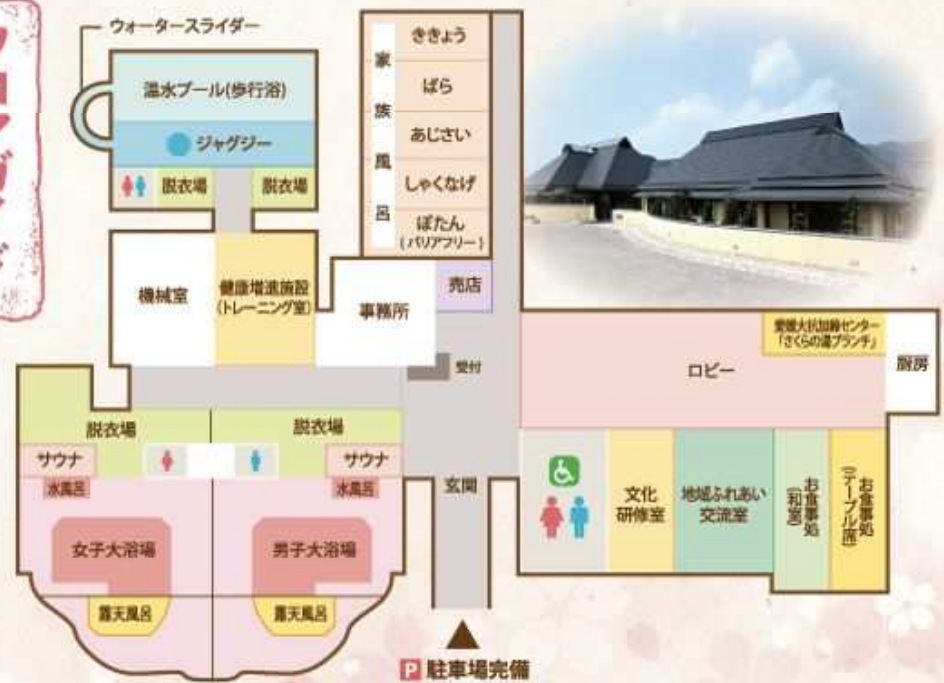 フロアガイド
ウォータースライダー
温水プール(歩行浴)
ジャグジー
脱衣場
脱衣場
家族風呂
ききょう
ばら
あじさい
しゃくなげ
ぼたん
(バリアフリー)
機械室
健康増進施設
(トレーニング室)
事務所
売店
受付
ロビー
愛媛大抗加齢センター
「さくらの湯ブランチ」
厨房
脱衣場
脱衣場
サウナ
サウナ
水風呂
水風呂
女子大浴場
男子大浴場
露天風呂
露天風呂
玄関
文化
研修室
地域ふれあい
交流室
お食事処
(和室)
お食事処
(テーブル席)
P 駐車場完備